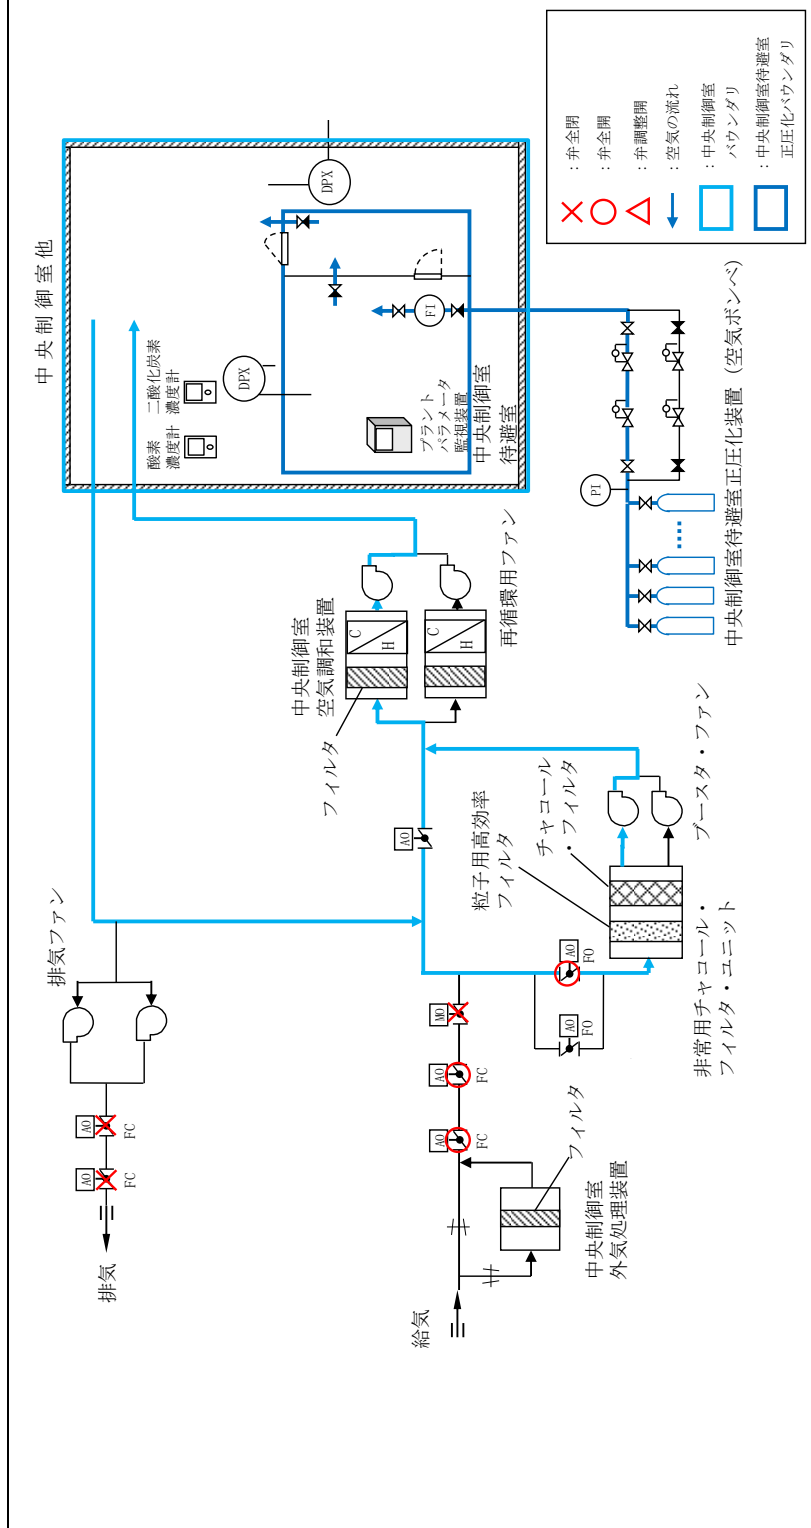 中央制御室他
酸素
濃度計
二酸化炭素
濃度計
DPX
DPX
プラント
パラメータ
監視装置
中央制御室
待避室
FI
PI
中央制御室待避室正圧化装置（空気ボンベ）
：弁全閉
：弁全開
：弁調整開
：空気の流れ
：中央制御室
バウンダリ
：中央制御室待避室
正圧化バウンダリ
中央制御室
空気調和装置
フィルタ
C
H
C
H
再循環用ファン
排気ファン
AO
FC
AO
FC
排気
AO
粒子用高効率
フィルタ
チャコール
・フィルタ
ブースタ・ファン
AO
FO
AO
FO
非常用チャコール・
フィルタ・ユニット
MO
AO
FC
AO
FC
フィルタ
中央制御室
外気処理装置
給気